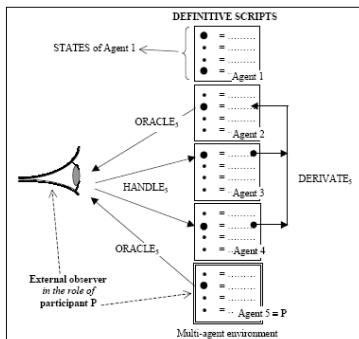 DEFINITIVE SCRIPTS
STATES of Agent 1
= .........
= .........
= .........
= ..Agent 1
= .........
= .........
= .........
= ..Agent 2
ORACLE₅
= .........
= .........
= .........
= ..Agent 3
HANDLE₅
DERIVATE₅
= .........
= .........
= .........
= ..Agent 4
ORACLE₅
= .........
= .........
= .........
= .........
Agent 5 = P
External observer
in the role of
participant P
Multi-agent environment